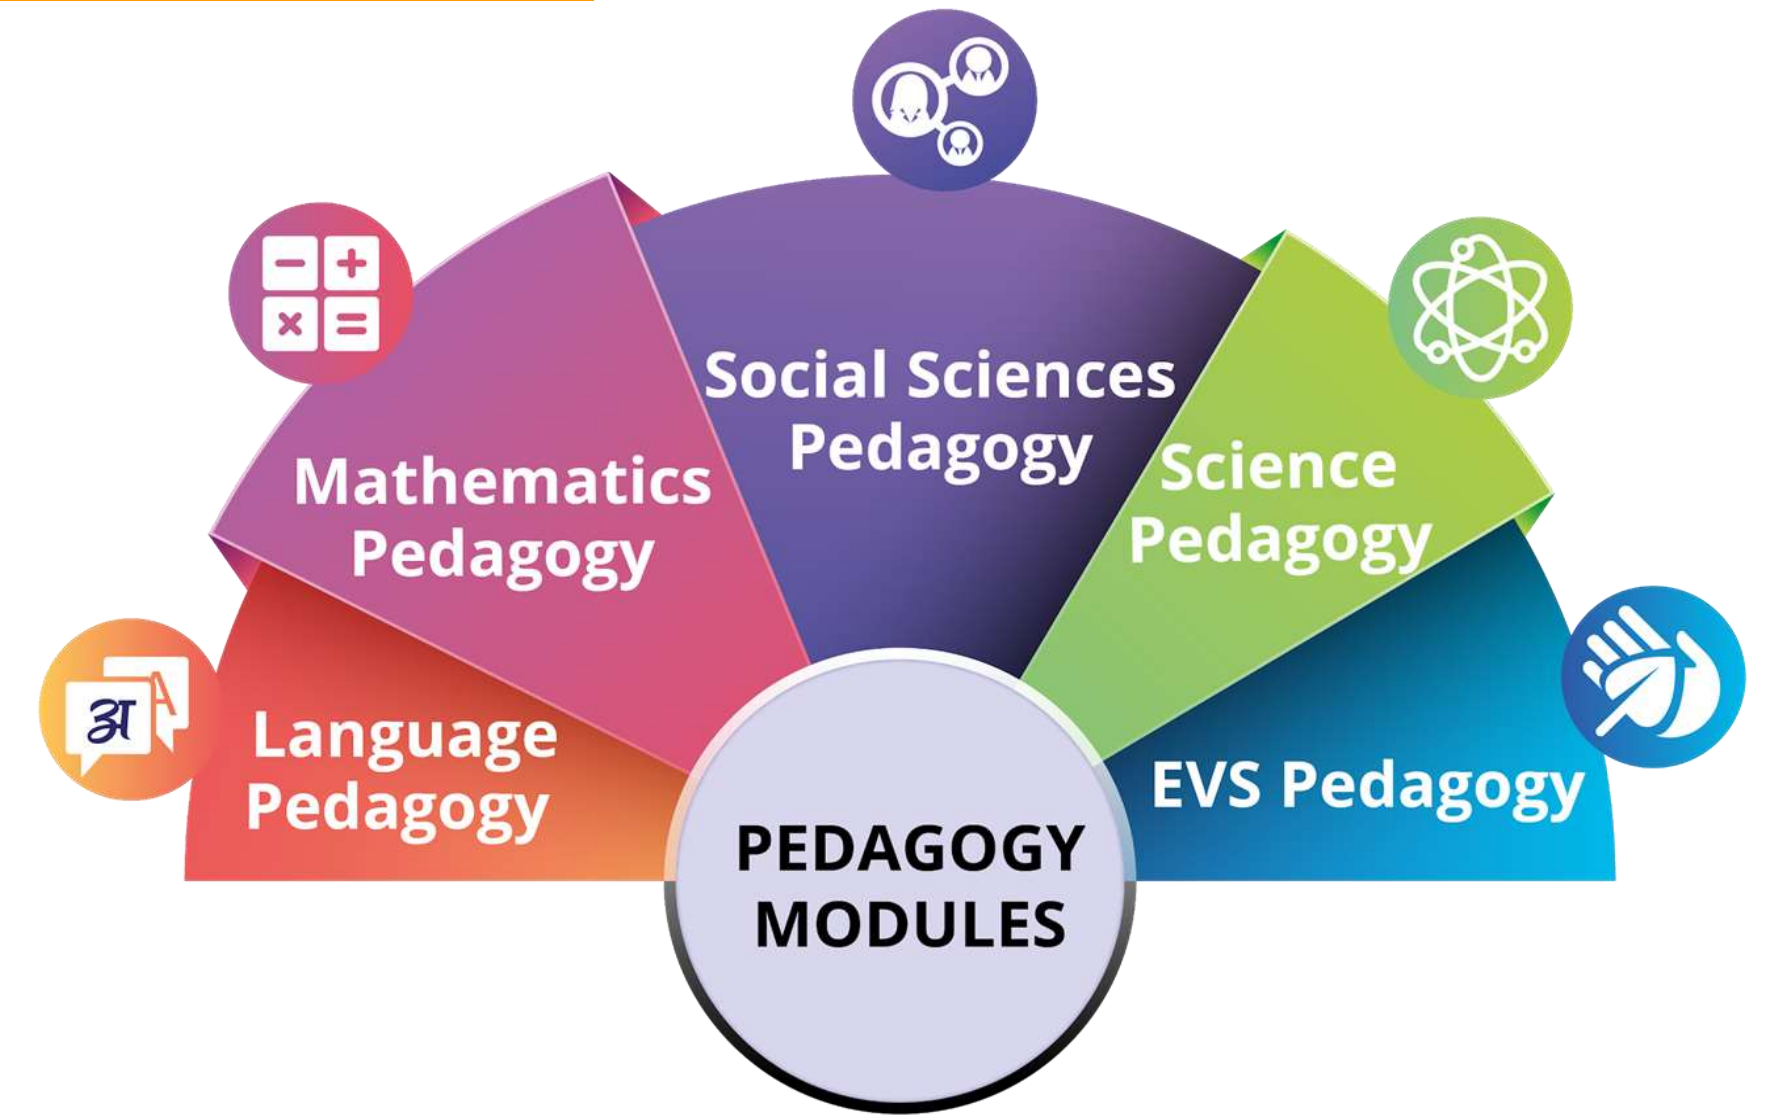 Social Sciences
Pedagogy
Mathematics
Pedagogy
Science
Pedagogy
अ A
Language
Pedagogy
EVS Pedagogy
PEDAGOGY
MODULES
− +
× =